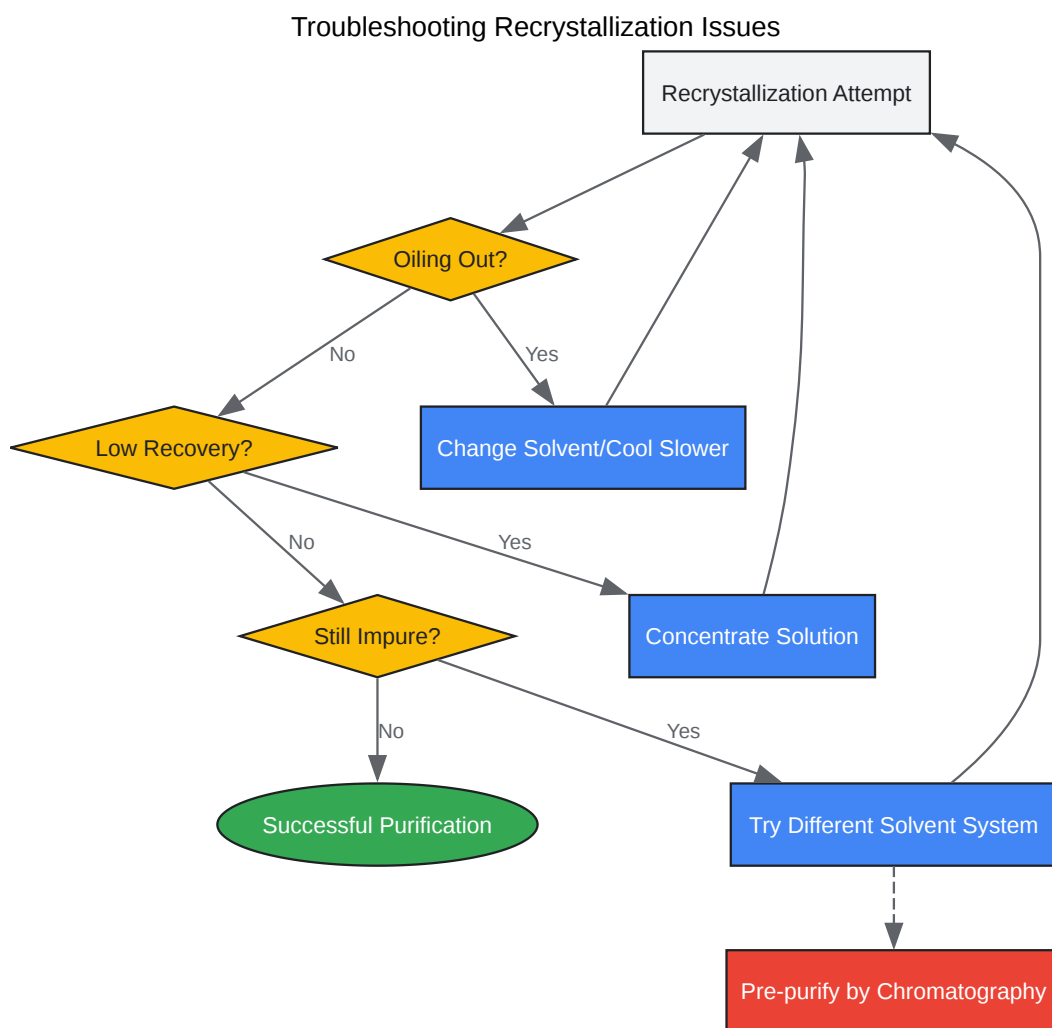 Troubleshooting Recrystallization Issues
Recrystallization Attempt
Oiling Out?
No
Yes
Low Recovery?
Change Solvent/Cool Slower
No
Yes
Still Impure?
Concentrate Solution
No
Yes
Successful Purification
Try Different Solvent System
Pre-purify by Chromatography